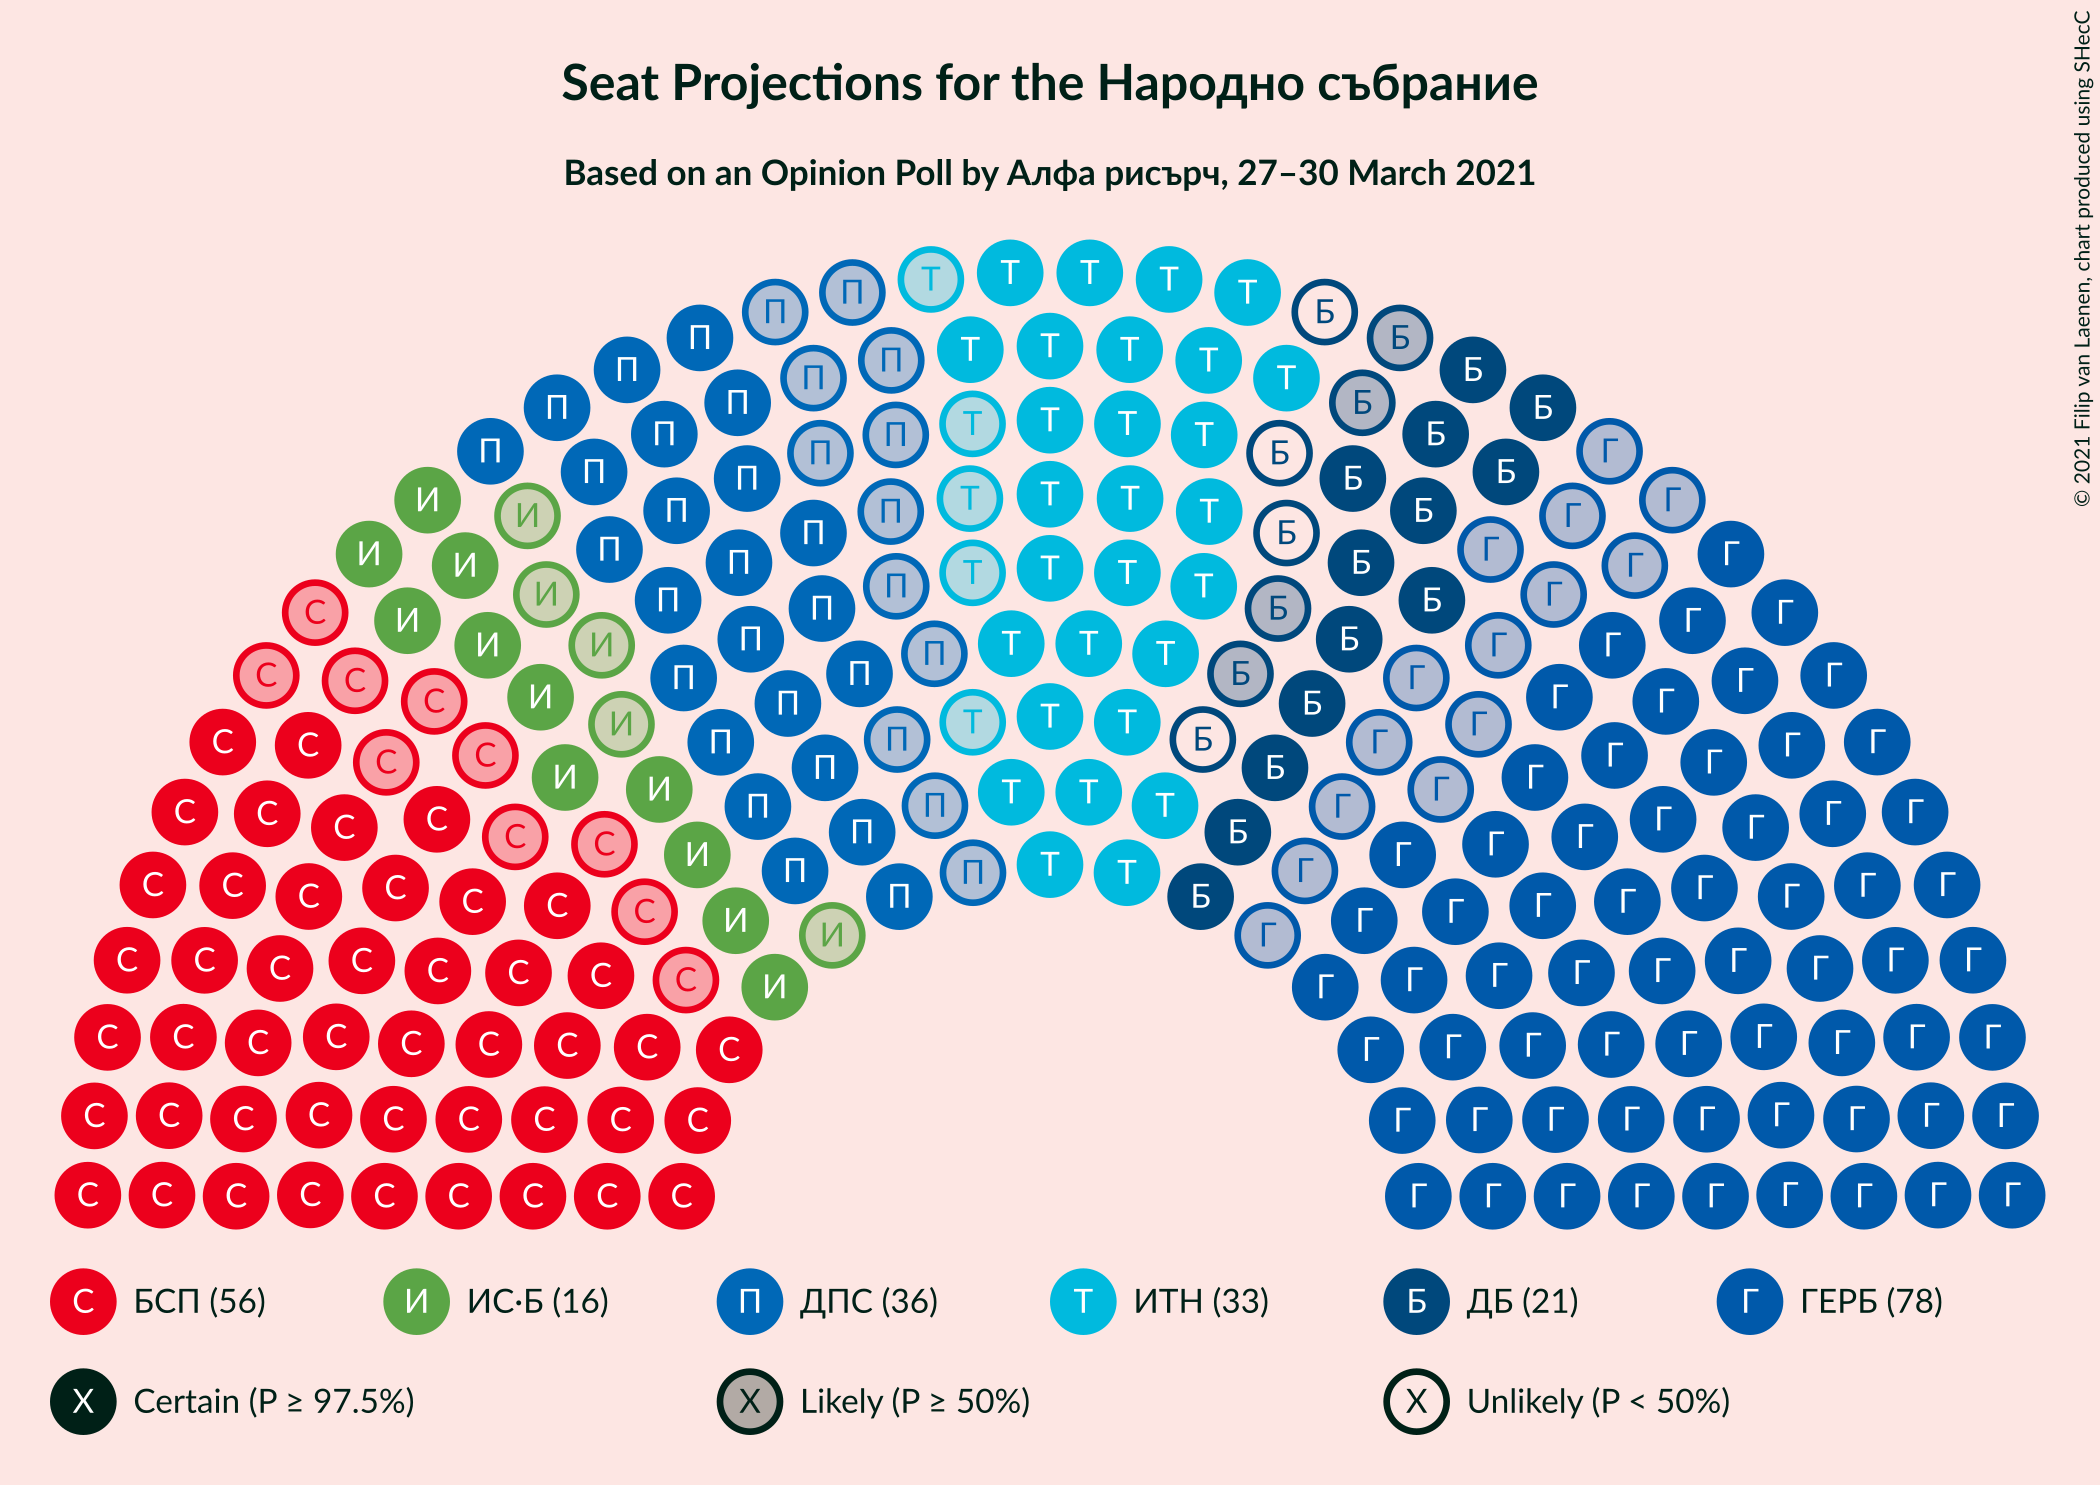 Seat Projections for the Народно събрание
Based on an Opinion Poll by Алфа рисърч, 27–30 March 2021
© 2021 Filip van Laenen, chart produced using SHecC
С БСП (56) И ИС·Б (16) П ДПС (36) Т ИТН (33) Б ДБ (21) Г ГЕРБ (78)
X Certain (P ≥ 97.5%) X Likely (P ≥ 50%) X Unlikely (P < 50%)